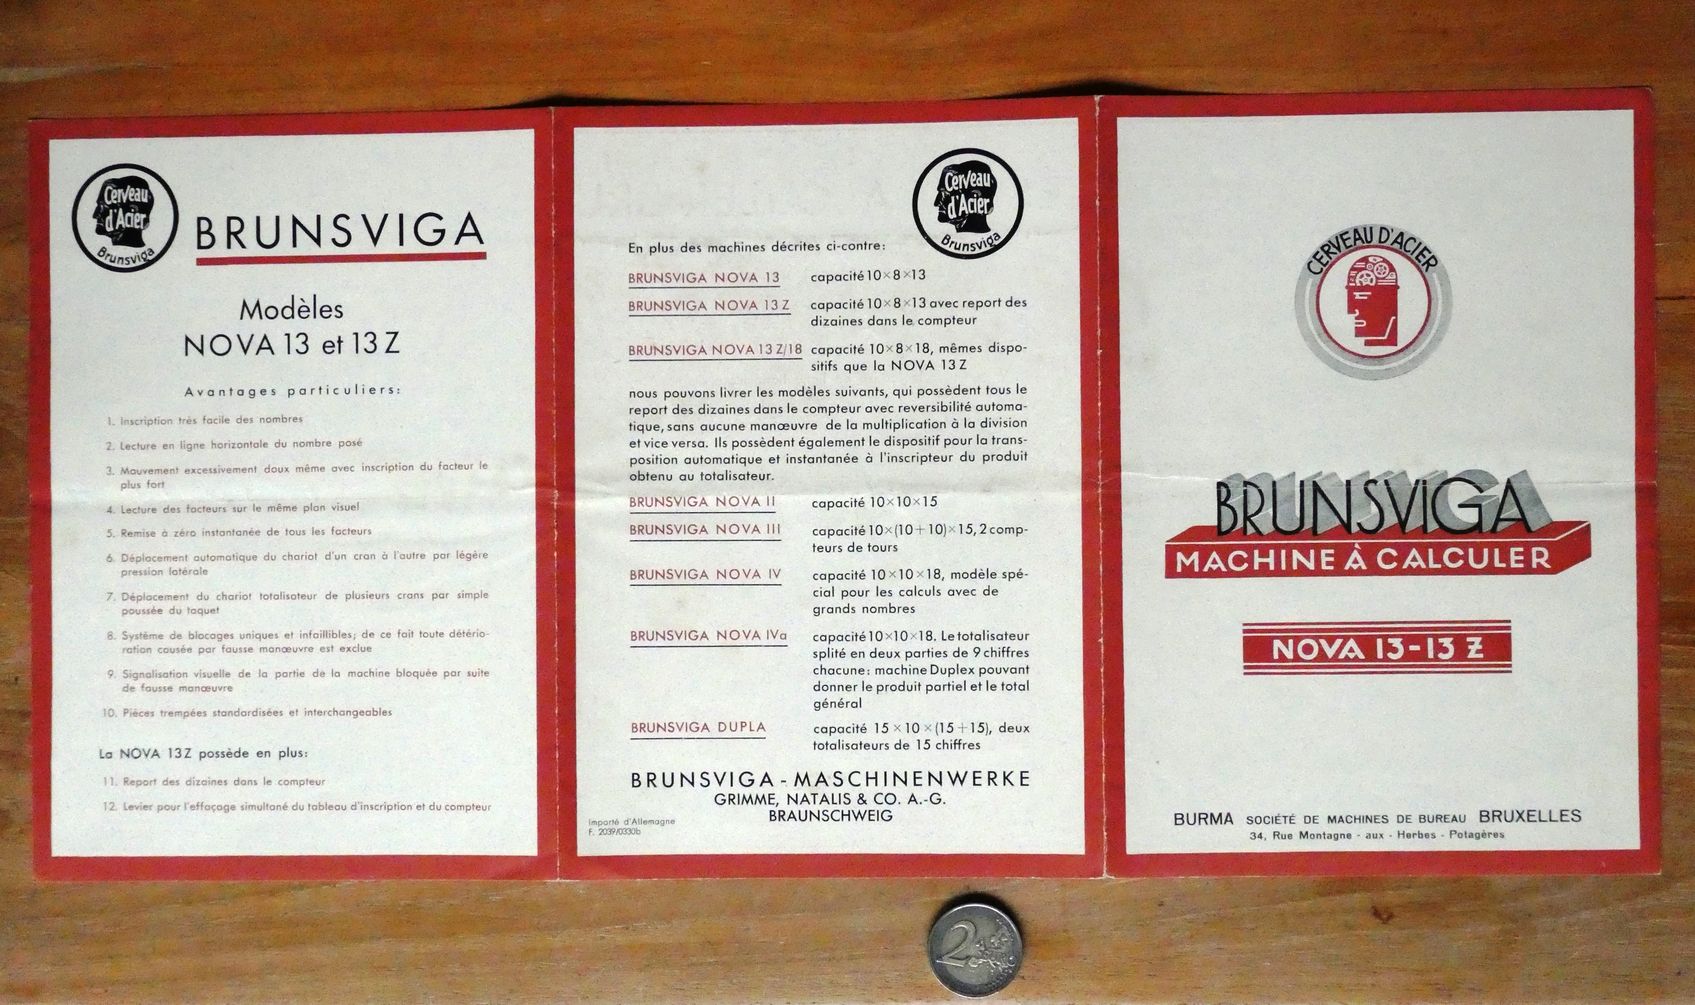 Cerveau
d'Acier
Brunsviga
BRUNSVIGA
Modèles
NOVA 13 et 13 Z
Avantages particuliers:
1. Inscription très facile des nombres
2. Lecture en ligne horizontale du nombre posé
3. Mouvement excessivement doux même avec inscription du facteur le
plus fort
4. Lecture des facteurs sur le même plan visuel
5. Remise à zéro instantanée de tous les facteurs
6. Déplacement automatique du chariot d'un cran à l'autre par légère
pression latérale
7. Déplacement du chariot totalisateur de plusieurs crans par simple
poussée du taquet
8. Système de blocages uniques et infaillibles; de ce fait toute détério-
ration causée par fausse manœuvre est exclue
9. Signalisation visuelle de la partie de la machine bloquée par suite
de fausse manœuvre
10. Pièces trempées standardisées et interchangeables
La NOVA 13Z possède en plus:
11. Report des dizaines dans le compteur
12. Levier pour l'effaçage simultané du tableau d'inscription et du compteur
Cerveau
d'Acier
Brunsviga
En plus des machines décrites ci-contre:
BRUNSVIGA NOVA 13 capacité 10×8×13
BRUNSVIGA NOVA 13 Z capacité 10×8×13 avec report des
dizaines dans le compteur
BRUNSVIGA NOVA 13 Z/18 capacité 10×8×18, mêmes dispo-
sitifs que la NOVA 13 Z
nous pouvons livrer les modèles suivants, qui possèdent tous le
report des dizaines dans le compteur avec reversibilité automa-
tique, sans aucune manœuvre de la multiplication à la division
et vice versa. Ils possèdent également le dispositif pour la trans-
position automatique et instantanée à l'inscripteur du produit
obtenu au totalisateur.
BRUNSVIGA NOVA II capacité 10×10×15
BRUNSVIGA NOVA III capacité 10×(10+10)×15, 2 comp-
teurs de tours
BRUNSVIGA NOVA IV capacité 10×10×18, modèle spé-
cial pour les calculs avec de
grands nombres
BRUNSVIGA NOVA IVa capacité 10×10×18. Le totalisateur
splité en deux parties de 9 chiffres
chacune: machine Duplex pouvant
donner le produit partiel et le total
général
BRUNSVIGA DUPLA capacité 15×10×(15+15), deux
totalisateurs de 15 chiffres
BRUNSVIGA-MASCHINENWERKE
GRIMME, NATALIS & CO. A.-G.
BRAUNSCHWEIG
Importé d'Allemagne
F. 2039/0330b
CERVEAU D'ACIER
BRUNSVIGA
MACHINE À CALCULER
NOVA 13-13 Z
BURMA SOCIÉTÉ DE MACHINES DE BUREAU BRUXELLES
34, Rue Montagne - aux - Herbes - Potagères
2